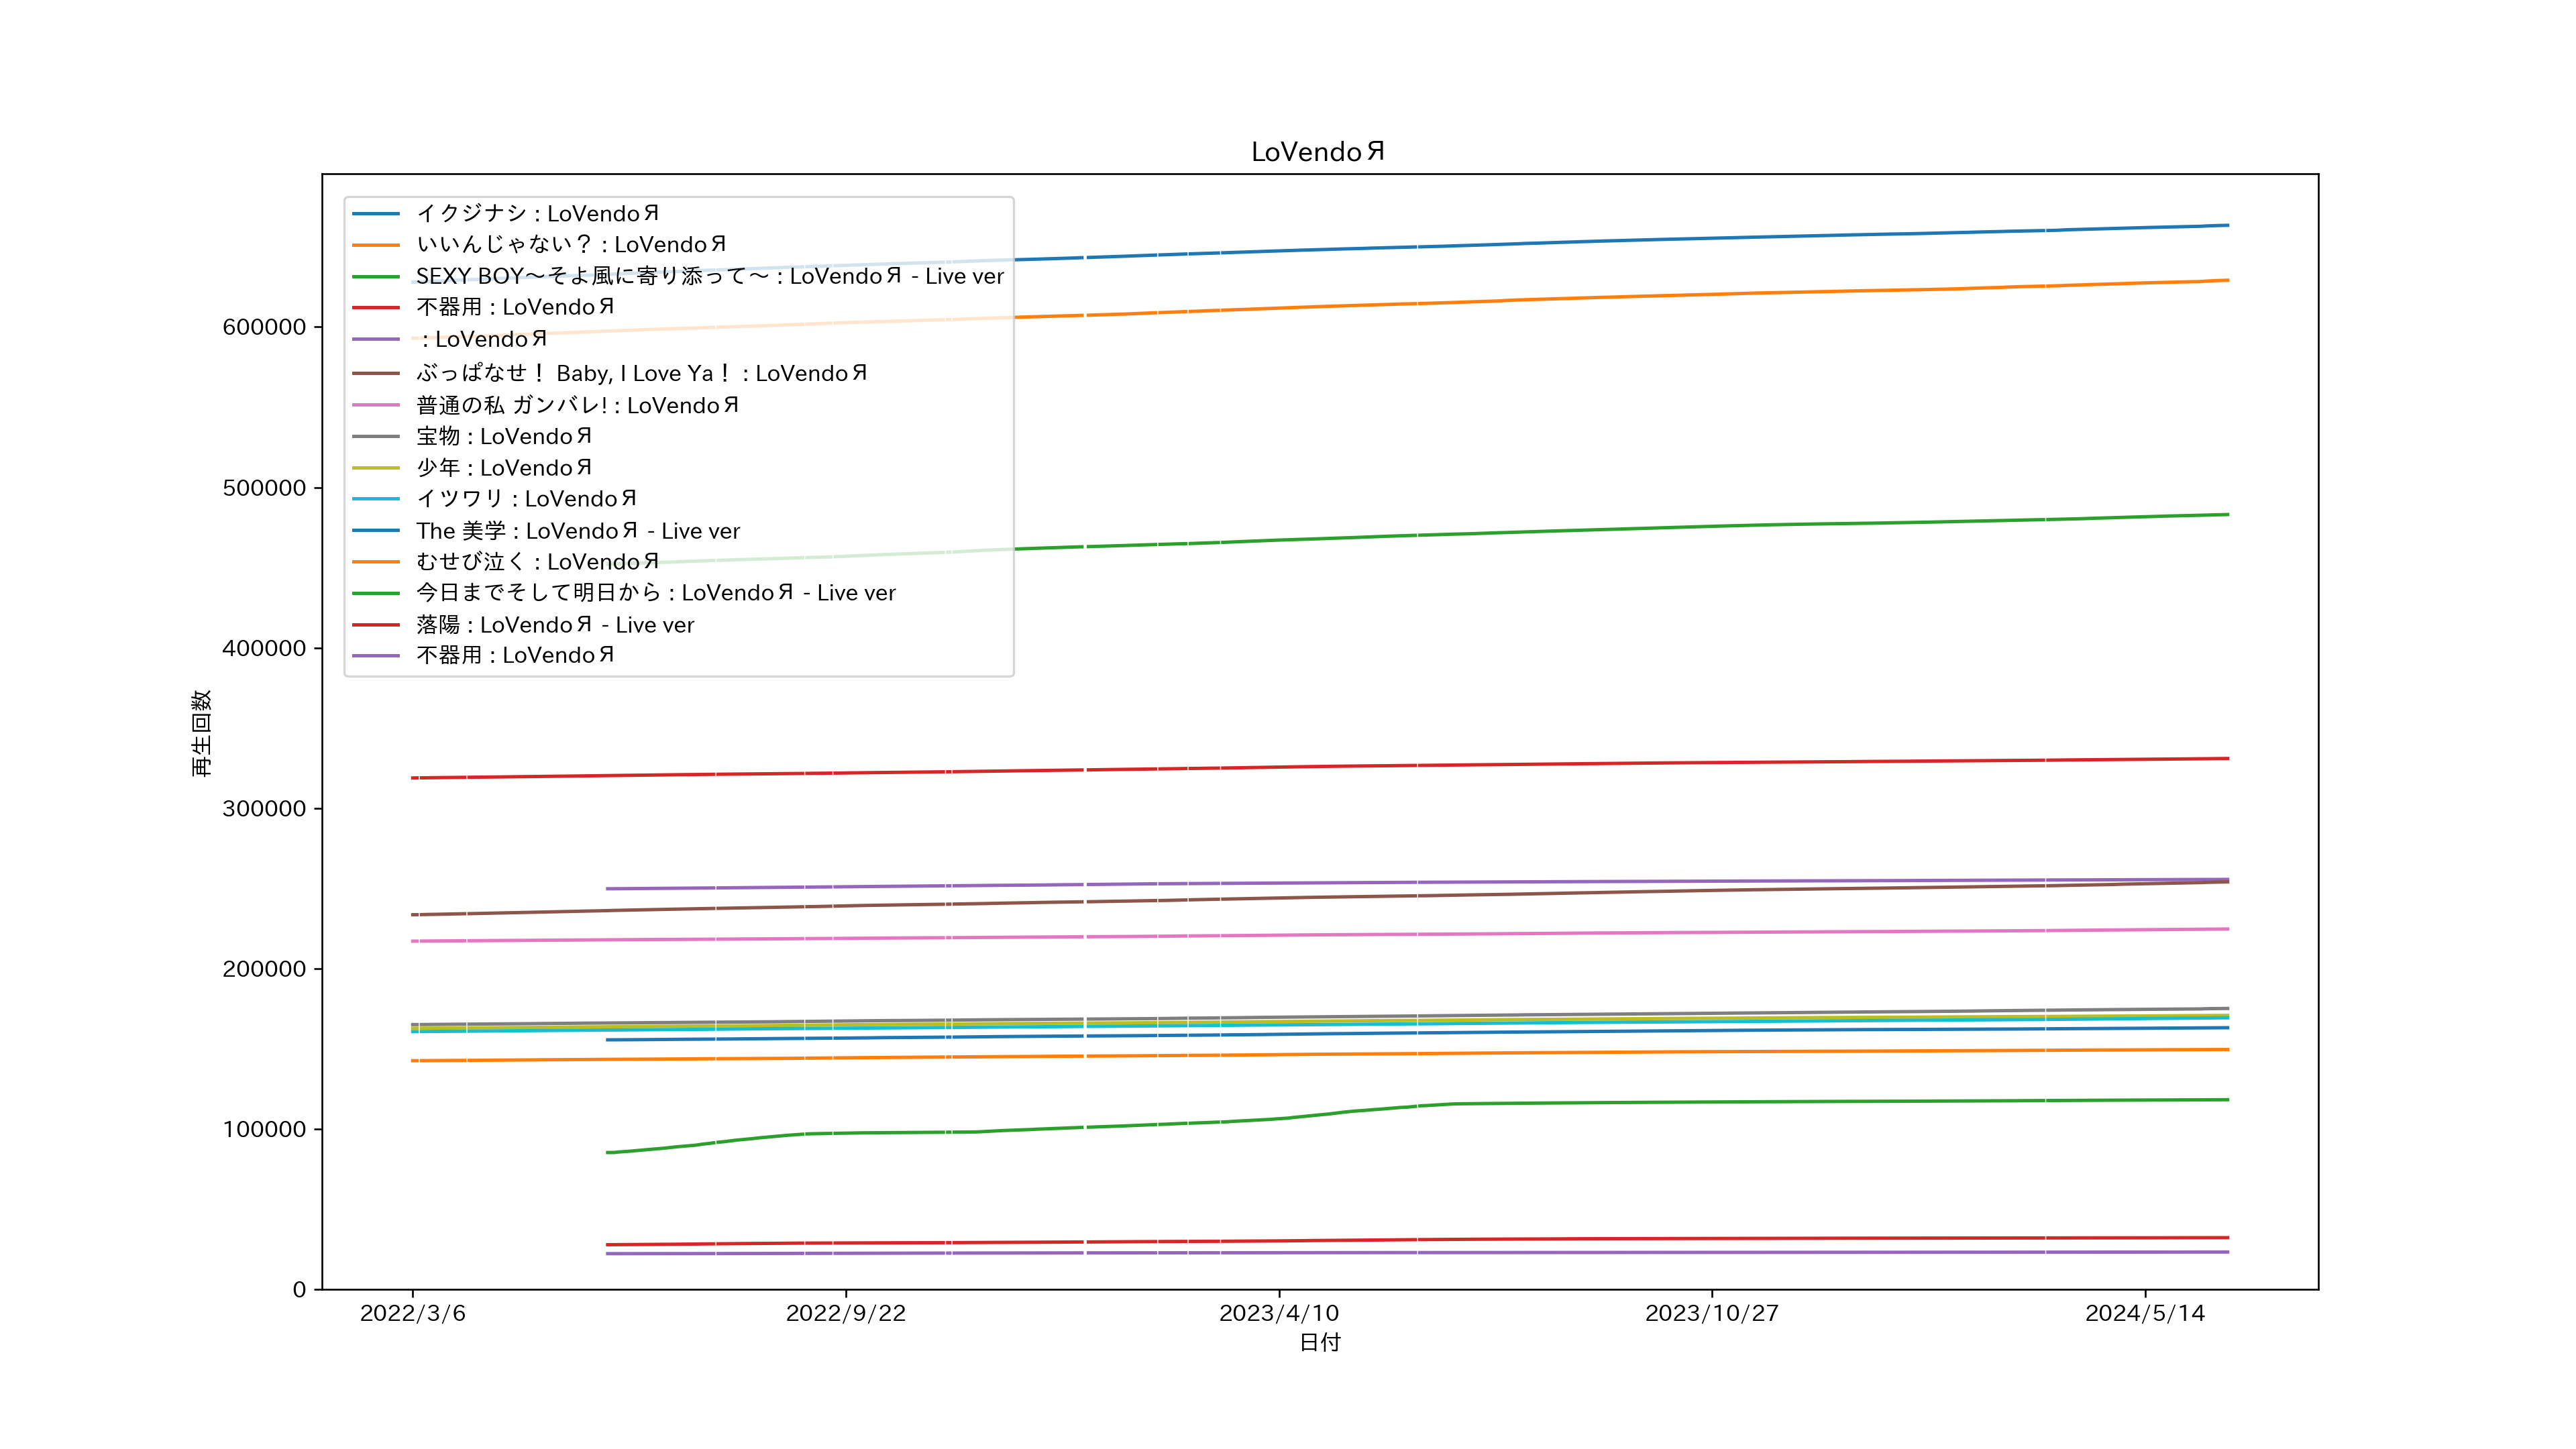 LoVendoЯ
イクジナシ : LoVendoЯ
いいんじゃない？ : LoVendoЯ
SEXY BOY～そよ風に寄り添って～ : LoVendoЯ - Live ver
不器用 : LoVendoЯ
: LoVendoЯ
ぶっぱなせ！ Baby, I Love Ya！ : LoVendoЯ
普通の私 ガンバレ! : LoVendoЯ
宝物 : LoVendoЯ
少年 : LoVendoЯ
イツワリ : LoVendoЯ
The 美学 : LoVendoЯ - Live ver
むせび泣く : LoVendoЯ
今日までそして明日から : LoVendoЯ - Live ver
落陽 : LoVendoЯ - Live ver
不器用 : LoVendoЯ
600000
500000
400000
300000
200000
100000
0
再生回数
2022/3/6
2022/9/22
2023/4/10
2023/10/27
2024/5/14
日付